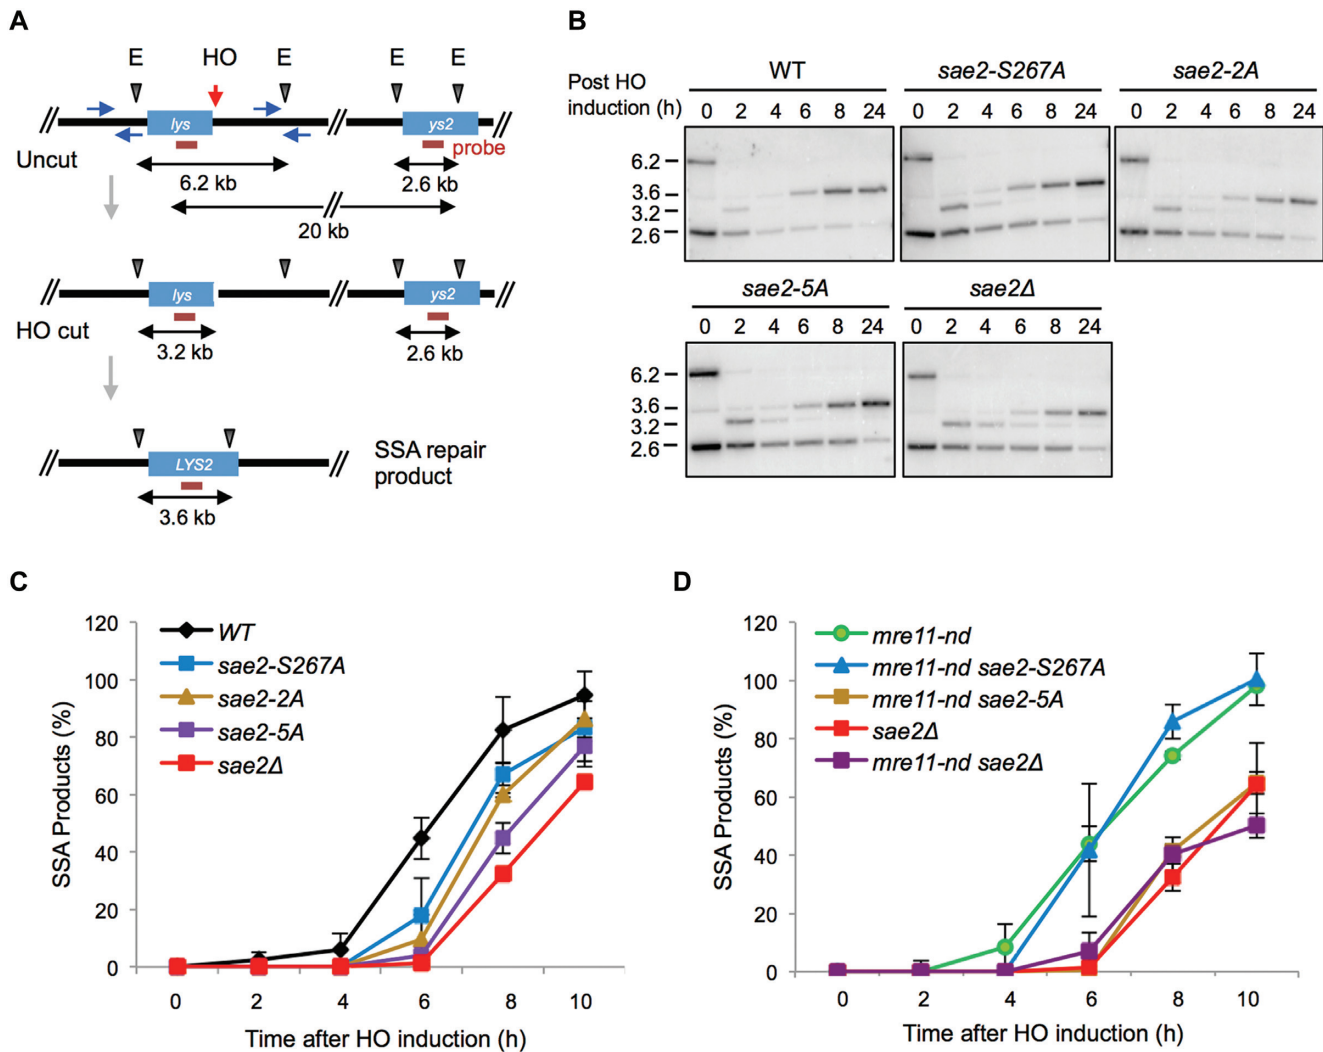 A
E HO E E E
lys ys2
probe
Uncut
6.2 kb 2.6 kb
20 kb
lys ys2
HO cut
3.2 kb 2.6 kb
LYS2
SSA repair
product
3.6 kb
B
Post HO
induction (h)
WT sae2-S267A sae2-2A
0 2 4 6 8 24 0 2 4 6 8 24 0 2 4 6 8 24
6.2
3.6
3.2
2.6
sae2-5A sae2Δ
0 2 4 6 8 24 0 2 4 6 8 24
6.2
3.6
3.2
2.6
C
120
100
80
60
40
20
0
SSA Products (%)
WT
sae2-S267A
sae2-2A
sae2-5A
sae2Δ
0 2 4 6 8 10
Time after HO induction (h)
D
120
100
80
60
40
20
0
SSA Products (%)
mre11-nd
mre11-nd sae2-S267A
mre11-nd sae2-5A
sae2Δ
mre11-nd sae2Δ
0 2 4 6 8 10
Time after HO induction (h)